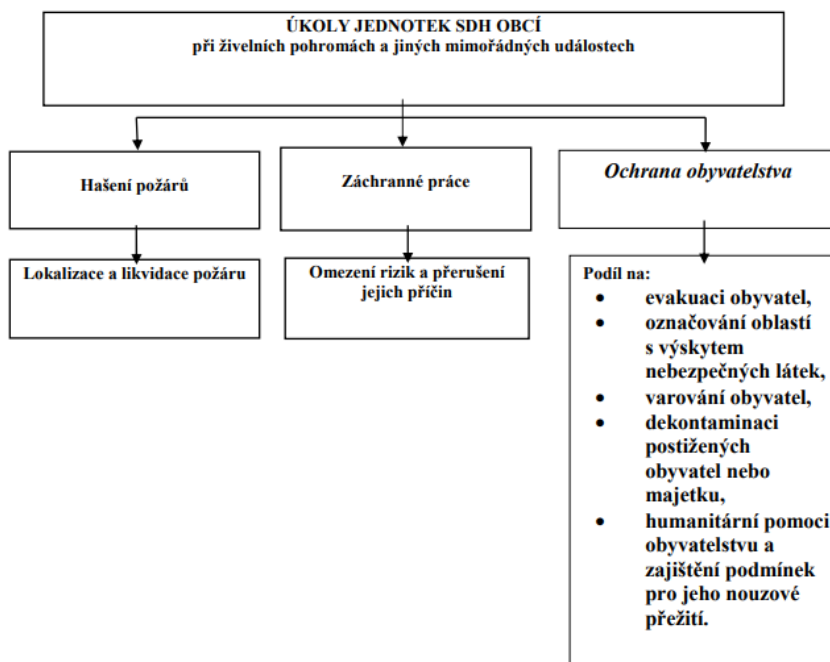 ÚKOLY JEDNOTEK SDH OBCÍ
při živelních pohromách a jiných mimořádných událostech
Hašení požárů
Záchranné práce
Ochrana obyvatelstva
Lokalizace a likvidace požáru
Omezení rizik a přerušení
jejich příčin
Podíl na:
• evakuaci obyvatel,
• označování oblastí
s výskytem
nebezpečných látek,
• varování obyvatel,
• dekontaminaci
postižených
obyvatel nebo
majetku,
• humanitární pomoci
obyvatelstvu a
zajištění podmínek
pro jeho nouzové
přežití.